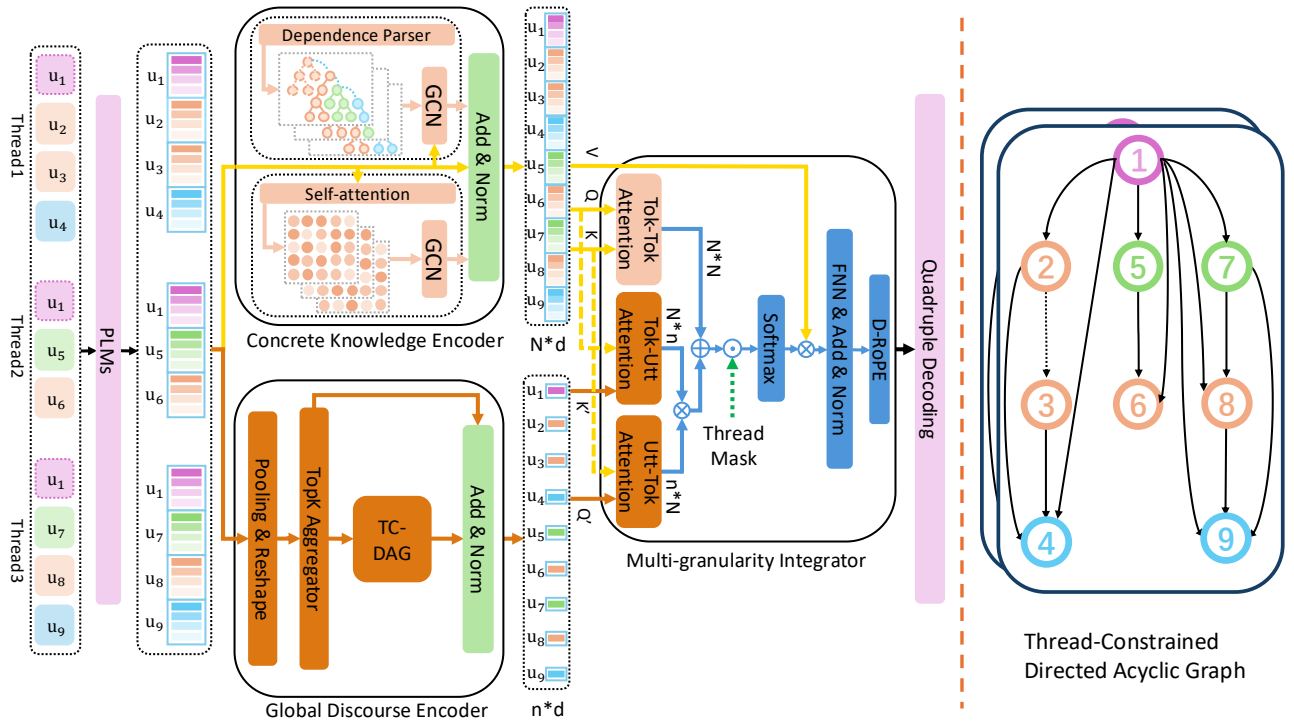 Thread1
u1
u2
u3
u4
Thread2
u1
u5
u6
Thread3
u1
u7
u8
u9
PLMs
u1
u2
u3
u4
u1
u5
u6
u1
u7
u8
u9
Dependence Parser
GCN
Self-attention
GCN
Add & Norm
Concrete Knowledge Encoder
Pooling & Reshape
TopK Aggregator
TC-
DAG
Add & Norm
Global Discourse Encoder
u1
u2
u3
u4
u5
u6
u7
u8
u9
N*d
u1
u2
u3
u4
u5
u6
u7
u8
u9
n*d
V
Q
K
K'
Q'
Tok-Tok
Attention
Tok-Utt
Attention
Utt-Tok
Attention
N*N
N*n
n*N
Thread
Mask
Softmax
FNN & Add & Norm
D-RoPE
Multi-granularity Integrator
Quadruple Decoding
1
2
5
7
3
6
8
4
9
Thread-Constrained
Directed Acyclic Graph